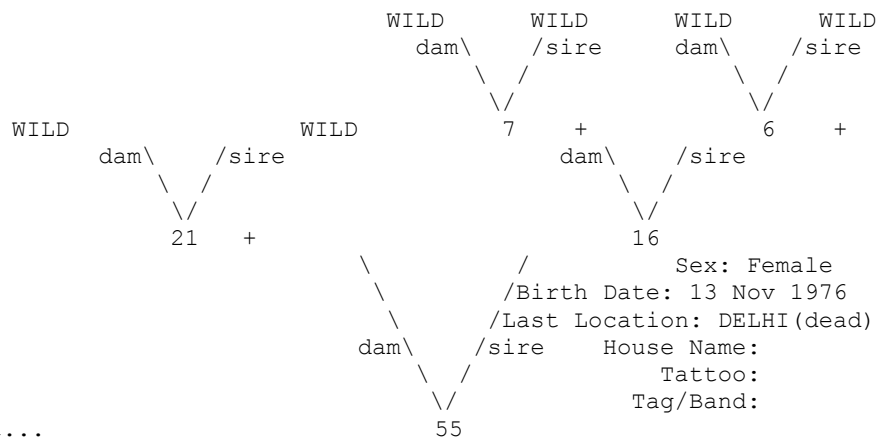 WILD WILD WILD WILD
dam\ /sire dam\ /sire
\ / \ /
\/ \/
WILD WILD 7 + 6 +
dam\ /sire dam\ /sire
\ / \ /
\/ \/
21 + 16
\ / Sex: Female
\ /Birth Date: 13 Nov 1976
\ /Last Location: DELHI(dead)
dam\ /sire House Name:
\ / Tattoo:
\/ Tag/Band:
... 55